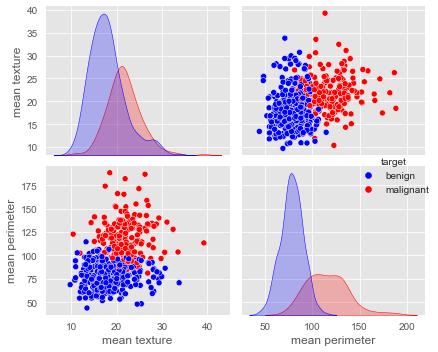 40
35
30
25
20
15
10
mean texture
target
benign
malignant
175
150
125
100
75
50
mean perimeter
10 20 30 40
mean texture
50 100 150 200
mean perimeter